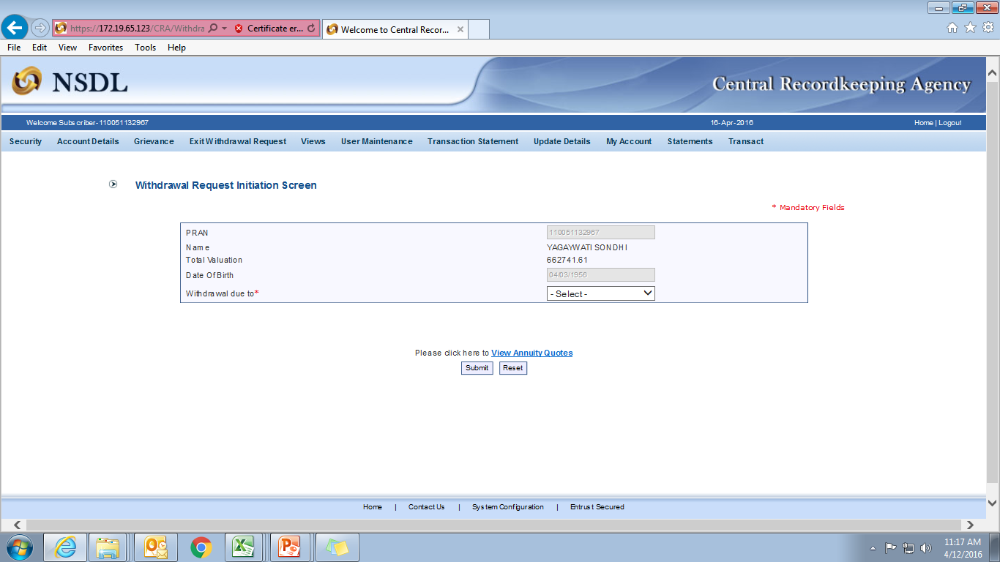 https://172.19.65.123/CRA/Withdra
Certificate er...
Welcome to Central Recor...
File Edit View Favorites Tools Help
NSDL
Central Recordkeeping Agency
Welcome Subscriber-110051132967 16-Apr-2016 Home | Logout
Security Account Details Grievance Exit Withdrawal Request Views User Maintenance Transaction Statement Update Details My Account Statements Transact
Withdrawal Request Initiation Screen
* Mandatory Fields
PRAN 110051132967
Name YAGAYWATI SONDHI
Total Valuation 662741.61
Date Of Birth 04/03/1956
Withdrawal due to* - Select -
Please click here to View Annuity Quotes
Submit Reset
Home | Contact Us | System Configuration | Entrust Secured
11:17 AM
4/12/2016